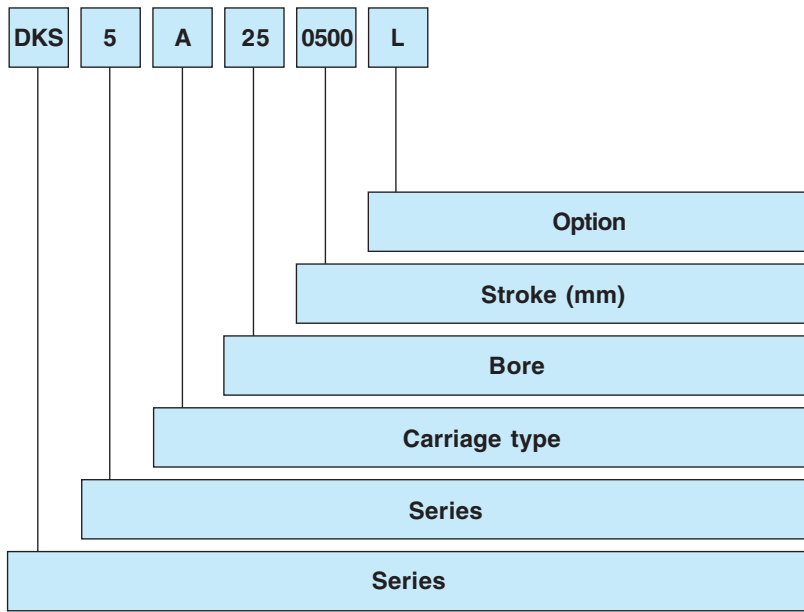 DKS 5 A 25 0500 L
Option
Stroke (mm)
Bore
Carriage type
Series
Series